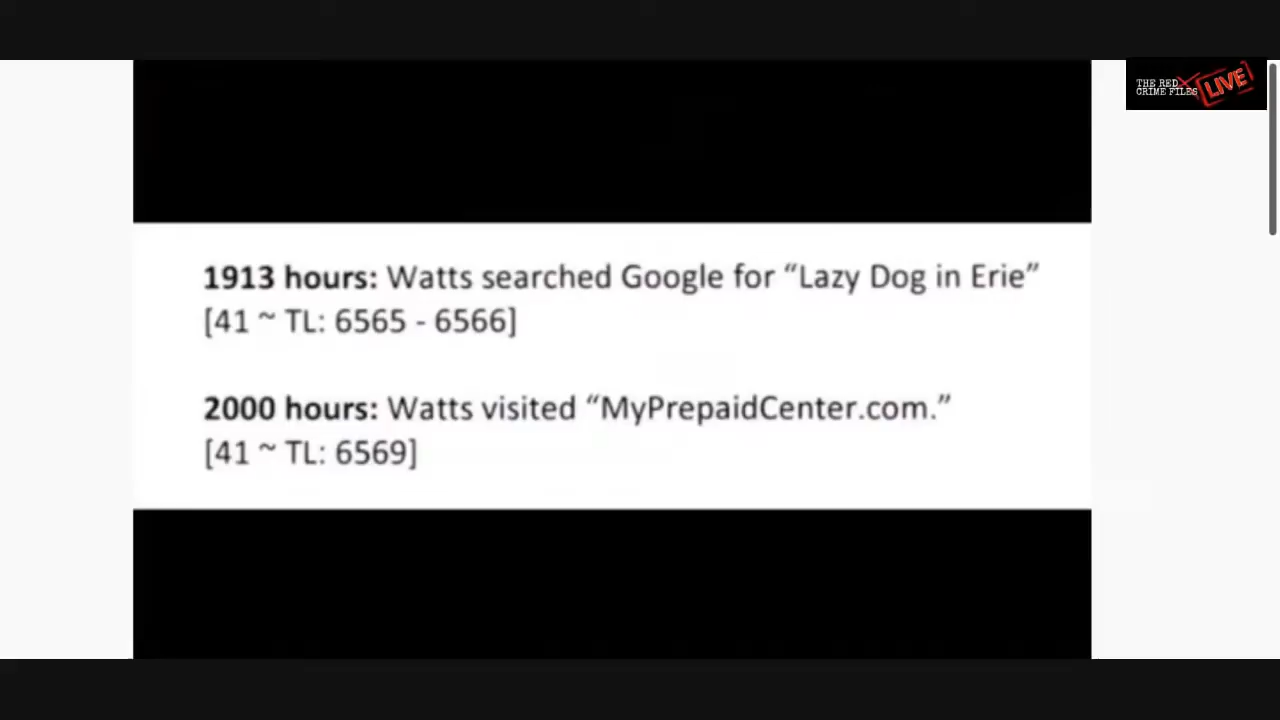 THE RED
CRIME FILES
LIVE
1913 hours: Watts searched Google for “Lazy Dog in Erie”
[41 ~ TL: 6565 - 6566]
2000 hours: Watts visited “MyPrepaidCenter.com.”
[41 ~ TL: 6569]